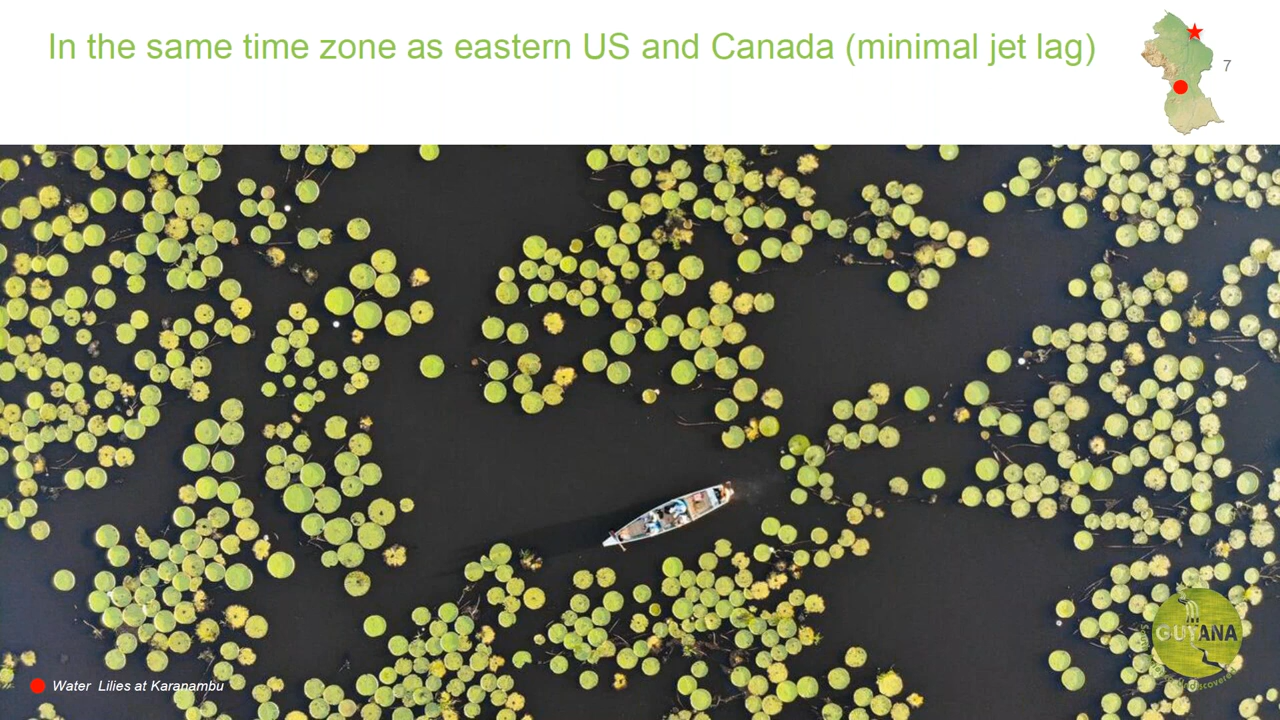 In the same time zone as eastern US and Canada (minimal jet lag)
7
Water Lilies at Karanambu
GUYANA